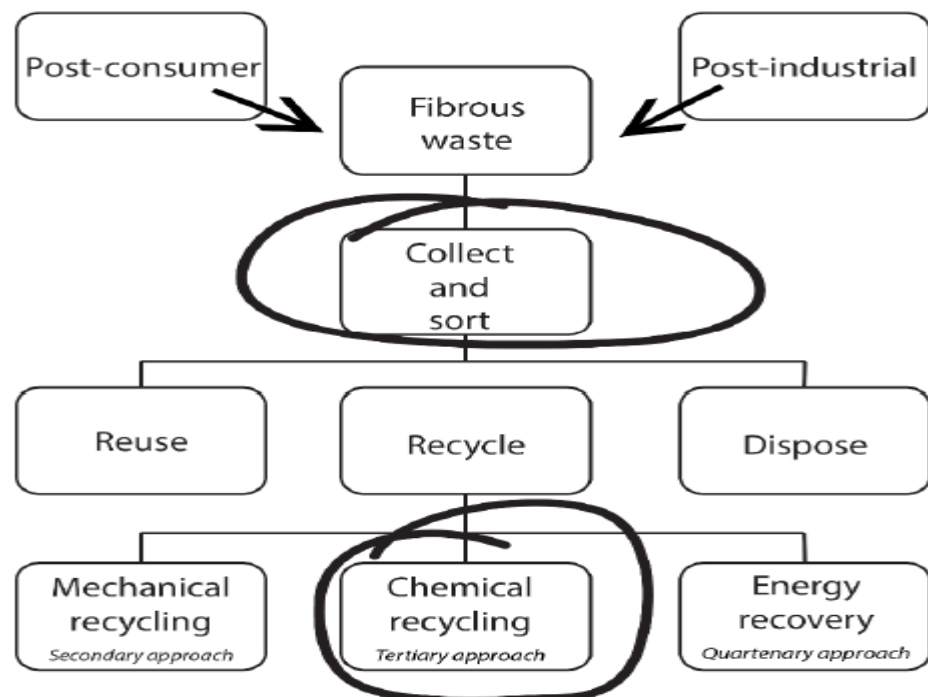 Post-consumer
Post-industrial
Fibrous
waste
Collect
and
sort
Reuse
Recycle
Dispose
Mechanical
recycling
Secondary approach
Chemical
recycling
Tertiary approach
Energy
recovery
Quartenary approach